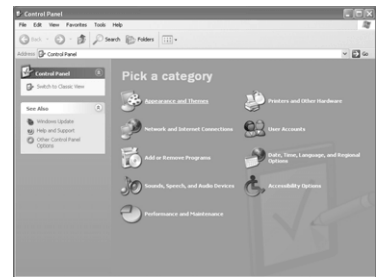 Control Panel
File Edit View Favorites Tools Help
Back Search Folders
Address Control Panel Go
Control Panel
Switch to Classic View
See Also
Windows Update
Help and Support
Other Control Panel
Options
Pick a category
Appearance and Themes
Printers and Other Hardware
Network and Internet Connections
User Accounts
Add or Remove Programs
Date, Time, Language, and Regional
Options
Sounds, Speech, and Audio Devices
Accessibility Options
Performance and Maintenance